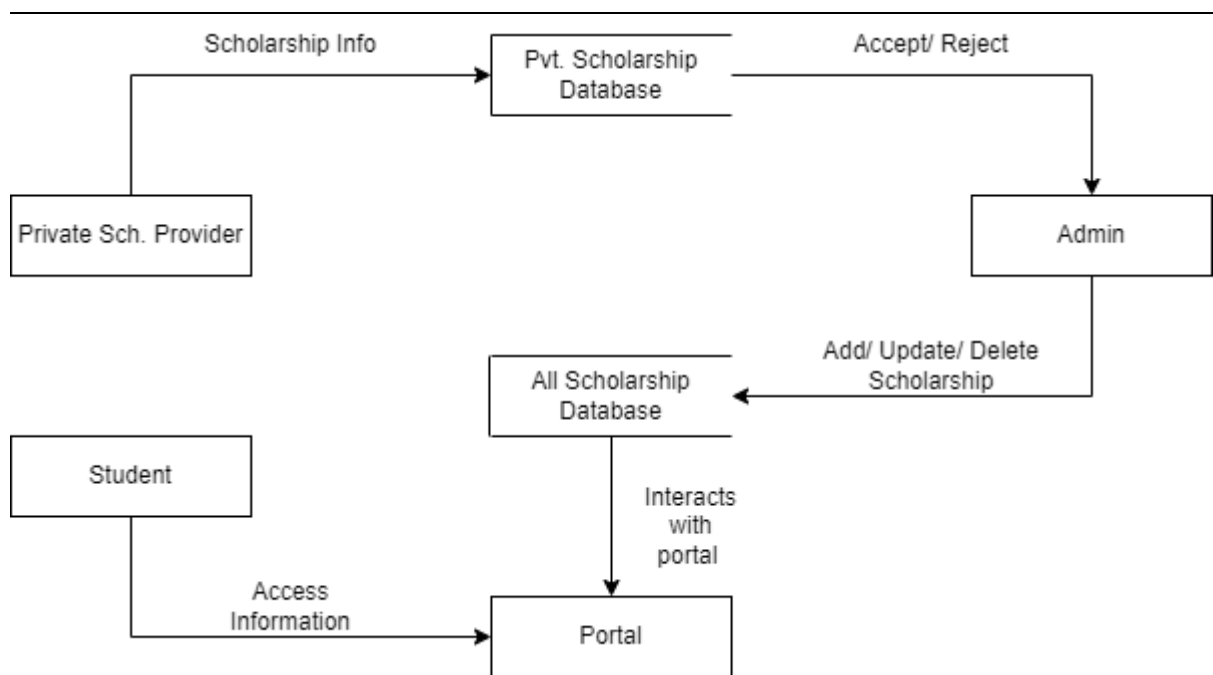 Scholarship Info
Pvt. Scholarship
Database
Accept/ Reject
Private Sch. Provider
Admin
All Scholarship
Database
Add/ Update/ Delete
Scholarship
Student
Interacts
with
portal
Access
Information
Portal